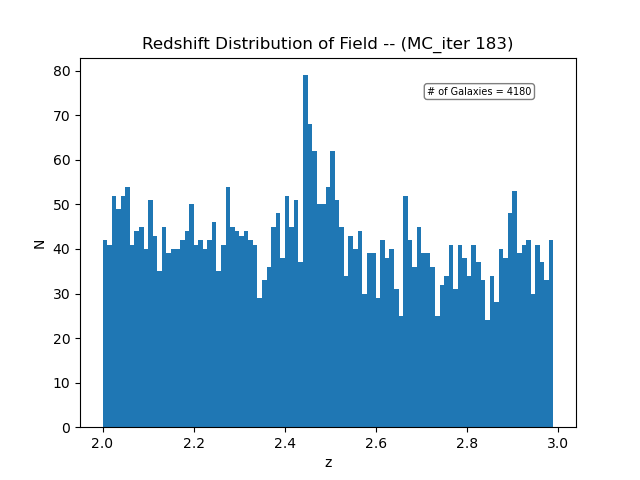 Redshift Distribution of Field -- (MC_iter 183)
# of Galaxies = 4180
80
70
60
50
40
30
20
10
0
N
2.0 2.2 2.4 2.6 2.8 3.0
z